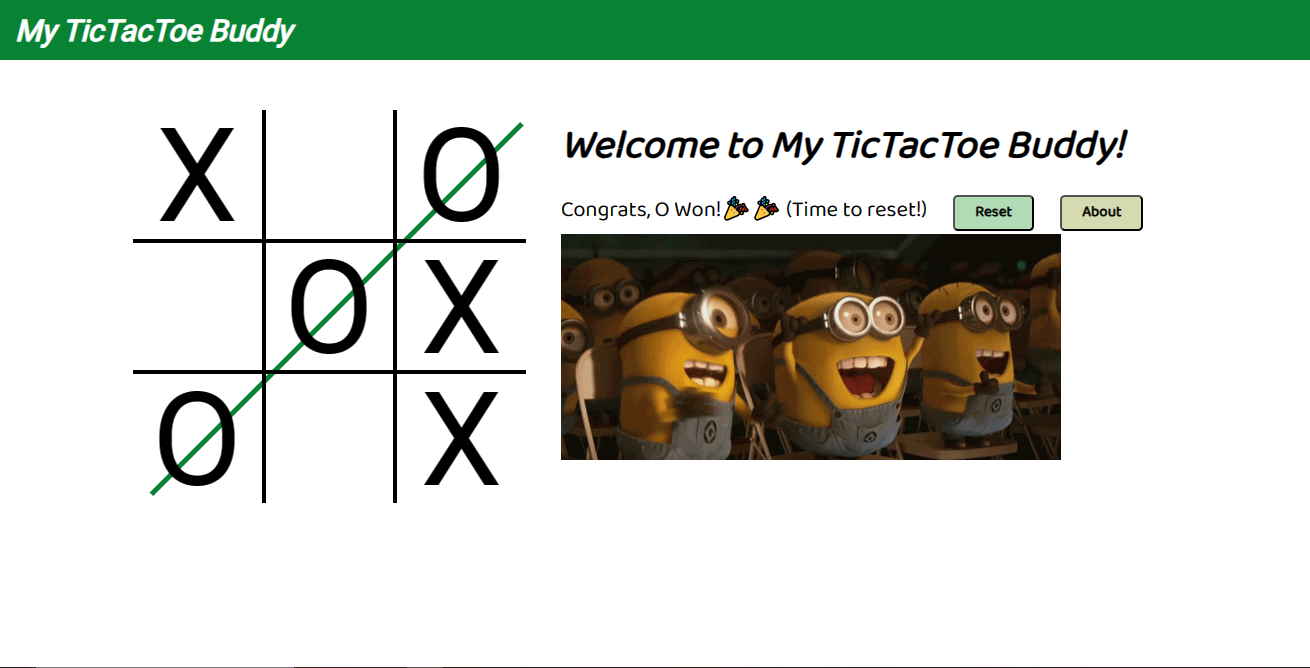 My TicTacToe Buddy
X O
O X
O X
Welcome to My TicTacToe Buddy!
Congrats, O Won!🎉 🎉 (Time to reset!) Reset About